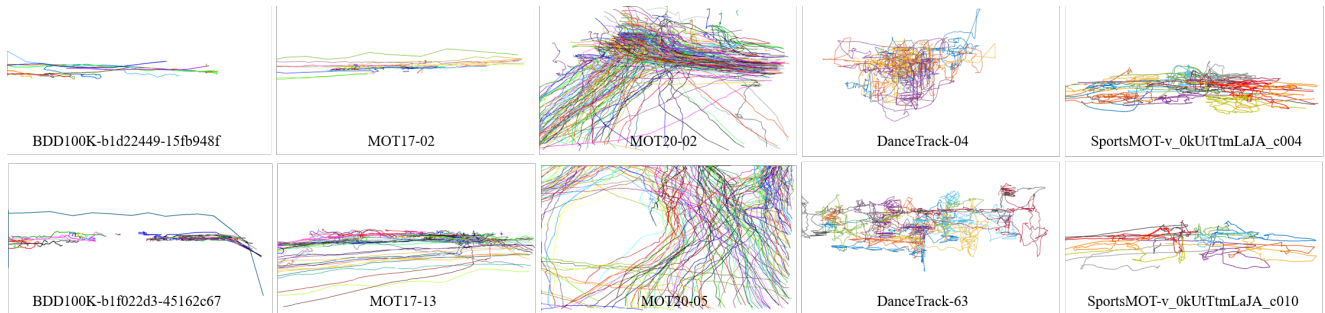 BDD100K-b1d22449-15fb948f
MOT17-02
MOT20-02
DanceTrack-04
SportsMOT-v_0kUtTtmLaJA_c004
BDD100K-b1f022d3-45162c67
MOT17-13
MOT20-05
DanceTrack-63
SportsMOT-v_0kUtTtmLaJA_c010